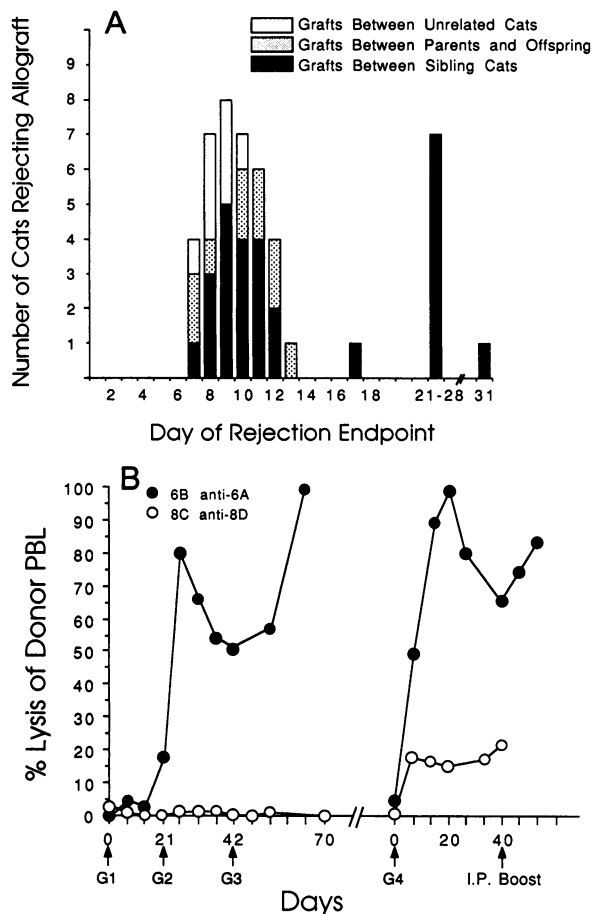 A
Grafts Between Unrelated Cats
Grafts Between Parents and Offspring
Grafts Between Sibling Cats
Number of Cats Rejecting Allograft
9
8
7
6
5
4
3
2
1
2 4 6 8 10 12 14 16 18 21-28 31
Day of Rejection Endpoint
B
6B anti-6A
8C anti-8D
% Lysis of Donor PBL
100
90
80
70
60
50
40
30
20
10
0
0 21 42 70 0 20 40
G1 G2 G3 G4 I.P. Boost
Days